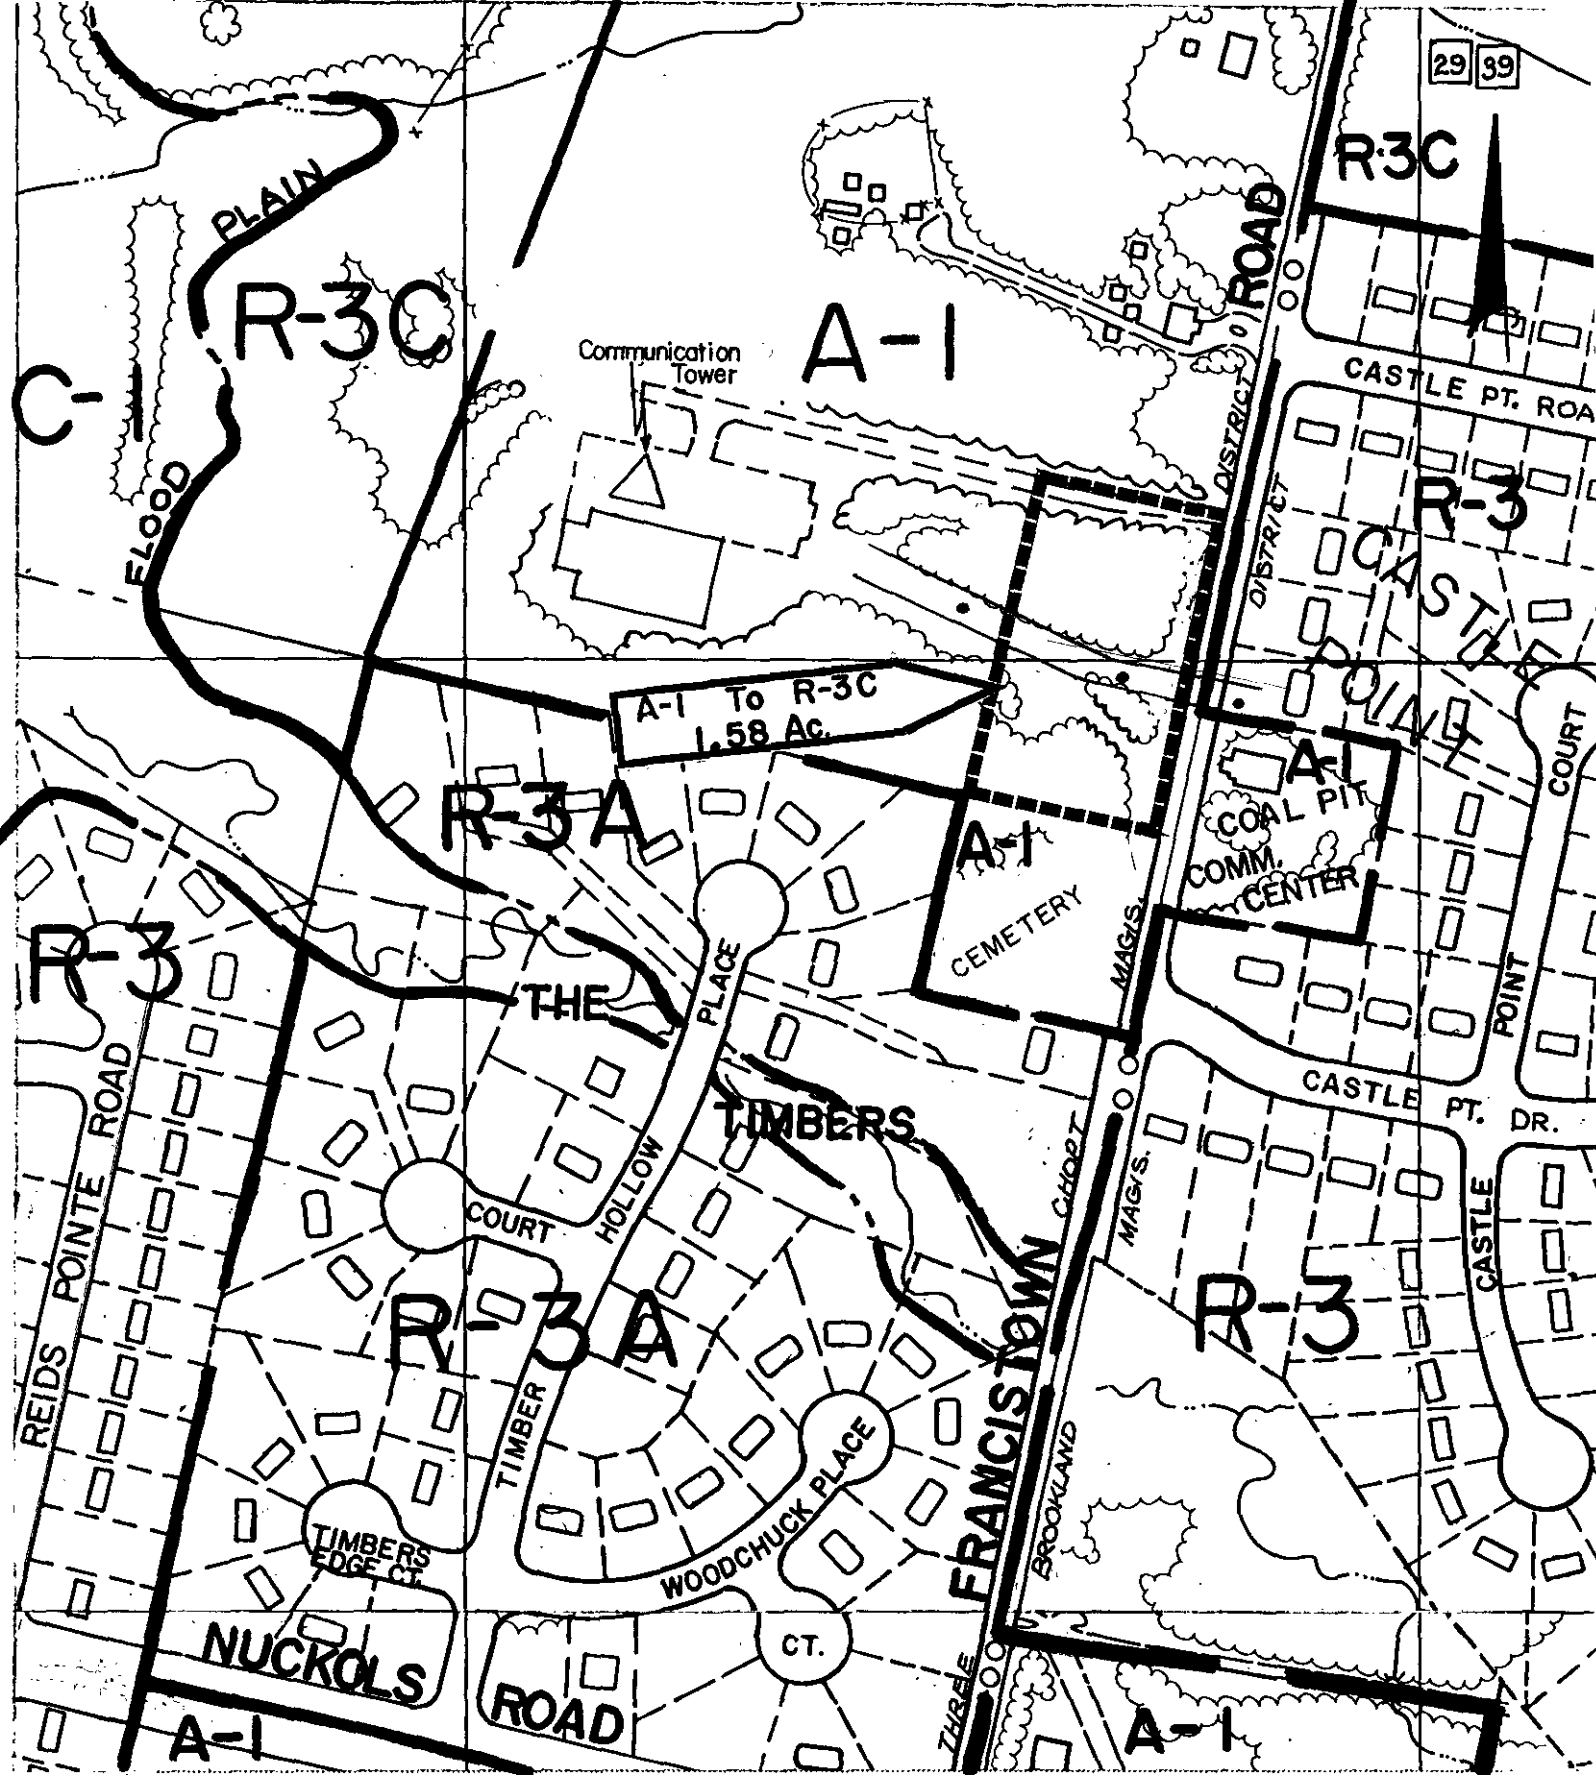 29 39
R-3C
PLAIN
ROAD
R-3C
A-1
C-1
Communication
Tower
CASTLE PT. ROA
DISTRICT
DISTRICT
R-3
FLOOD
CASTLE
POINT
A-1 To R-3C
1.58 Ac.
COURT
A-1
COAL PIT
COMM.
CENTER
R-3A
A-1
CEMETERY
MAGIS.
R-3
PLACE
THE
POINT
CASTLE PT. DR.
TIMBERS
REIDS POINTE ROAD
HOLLOW
COURT
MAGIS.
CASTLE
R-3A
R-3
TIMBER
FRANCISTOWN
BROOKLAND
WOODCHUCK PLACE
TIMBERS
EDGE CT.
CT.
NUCKOLS
ROAD
THREE
A-1
A-1